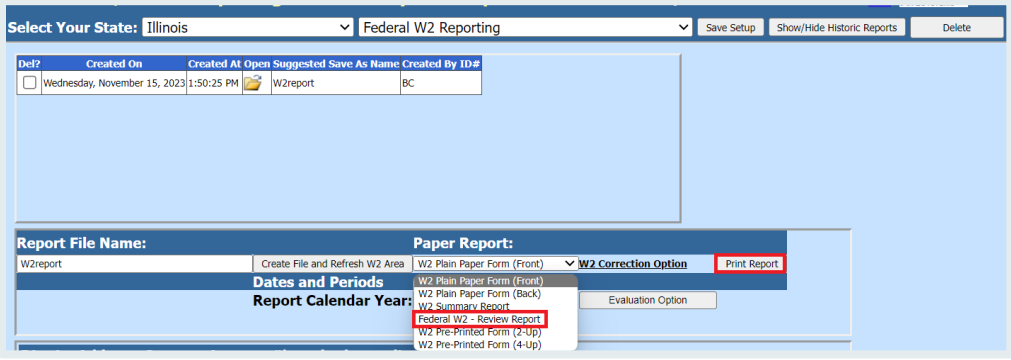 Select Your State: Illinois Federal W2 Reporting Save Setup Show/Hide Historic Reports Delete
Del? Created On Created At Open Suggested Save As Name Created By ID#
Wednesday, November 15, 2023 1:50:25 PM W2report BC
Report File Name: Paper Report:
W2report Create File and Refresh W2 Area W2 Plain Paper Form (Front) W2 Correction Option Print Report
Dates and Periods W2 Plain Paper Form (Front)
W2 Plain Paper Form (Back)
Report Calendar Year: W2 Summary Report Evaluation Option
Federal W2 - Review Report
W2 Pre-Printed Form (2-Up)
W2 Pre-Printed Form (4-Up)